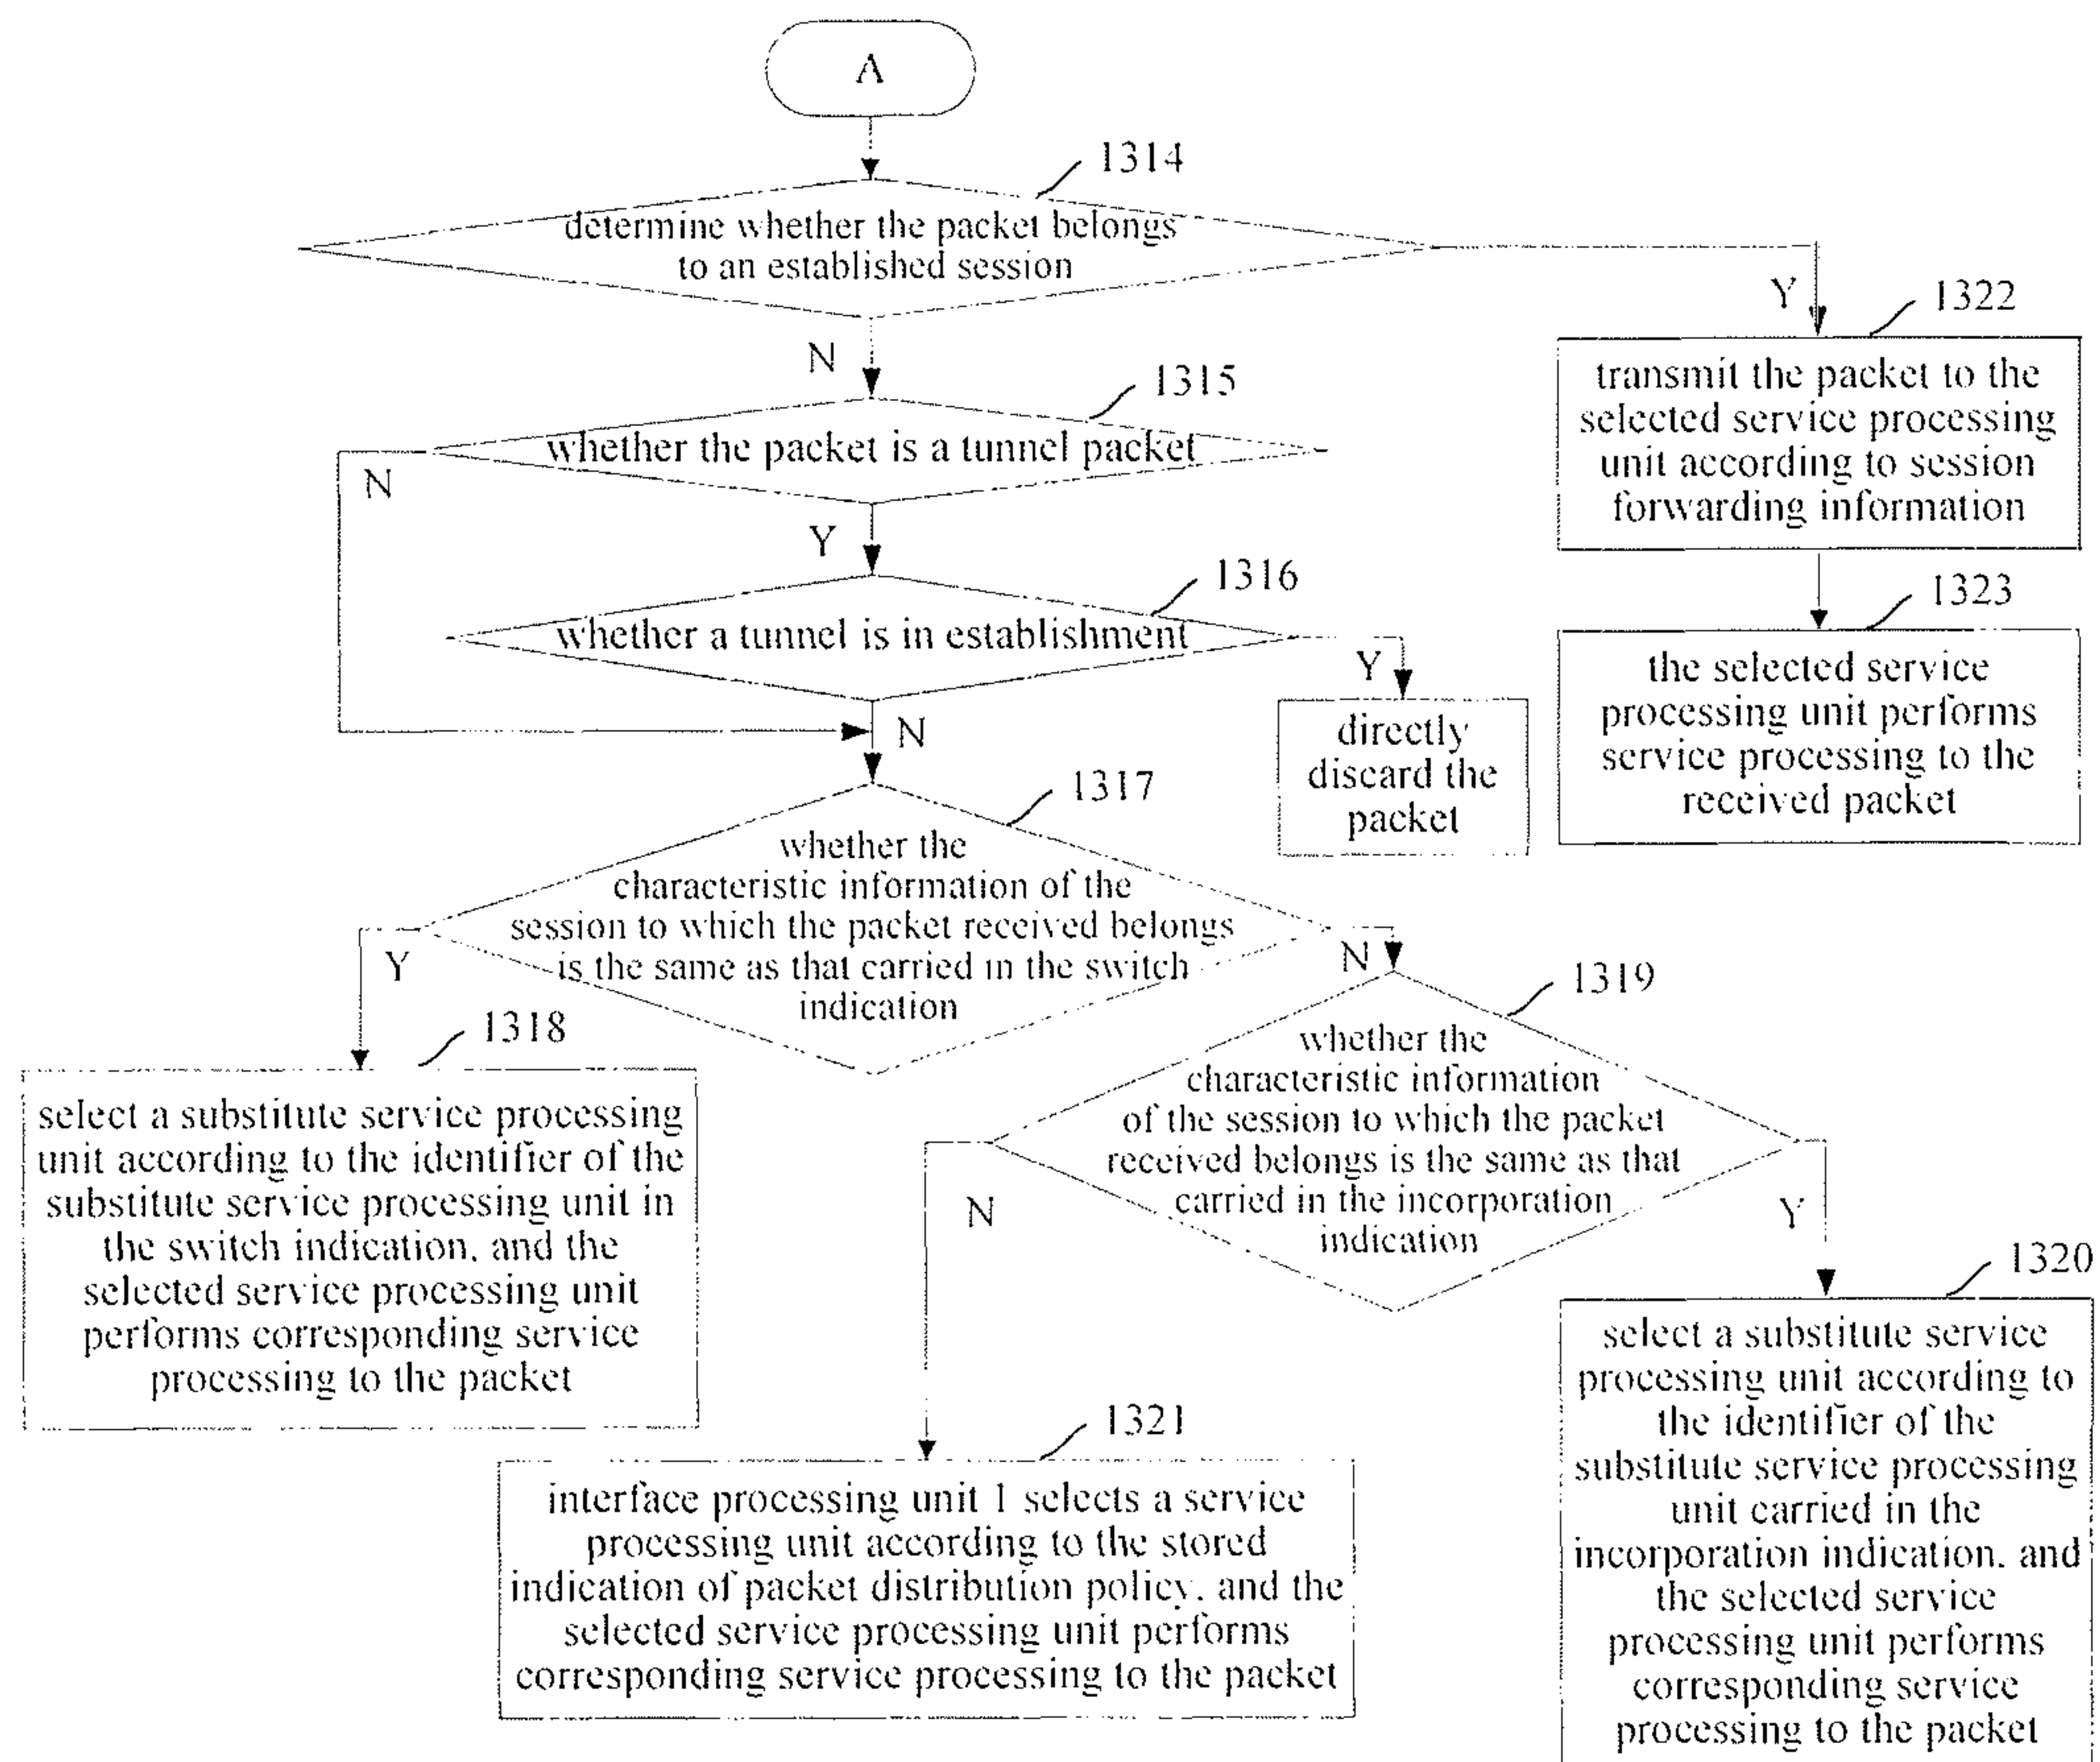 A
1314
determine whether the packet belongs
to an established session
Y
1322
N
1315
transmit the packet to the
selected service processing
unit according to session
forwarding information
whether the packet is a tunnel packet
N
Y
1316
1323
whether a tunnel is in establishment
Y
the selected service
processing unit performs
service processing to the
received packet
N
directly
discard the
packet
1317
whether the
characteristic information of the
session to which the packet received belongs
is the same as that carried in the switch
indication
Y
N
1318
select a substitute service processing
unit according to the identifier of the
substitute service processing unit in
the switch indication, and the
selected service processing unit
performs corresponding service
processing to the packet
1319
whether the
characteristic information
of the session to which the packet
received belongs is the same as that
carried in the incorporation
indication
N
Y
1320
select a substitute service
processing unit according to
the identifier of the
substitute service processing
unit carried in the
incorporation indication, and
the selected service
processing unit performs
corresponding service
processing to the packet
1321
interface processing unit 1 selects a service
processing unit according to the stored
indication of packet distribution policy, and the
selected service processing unit performs
corresponding service processing to the packet